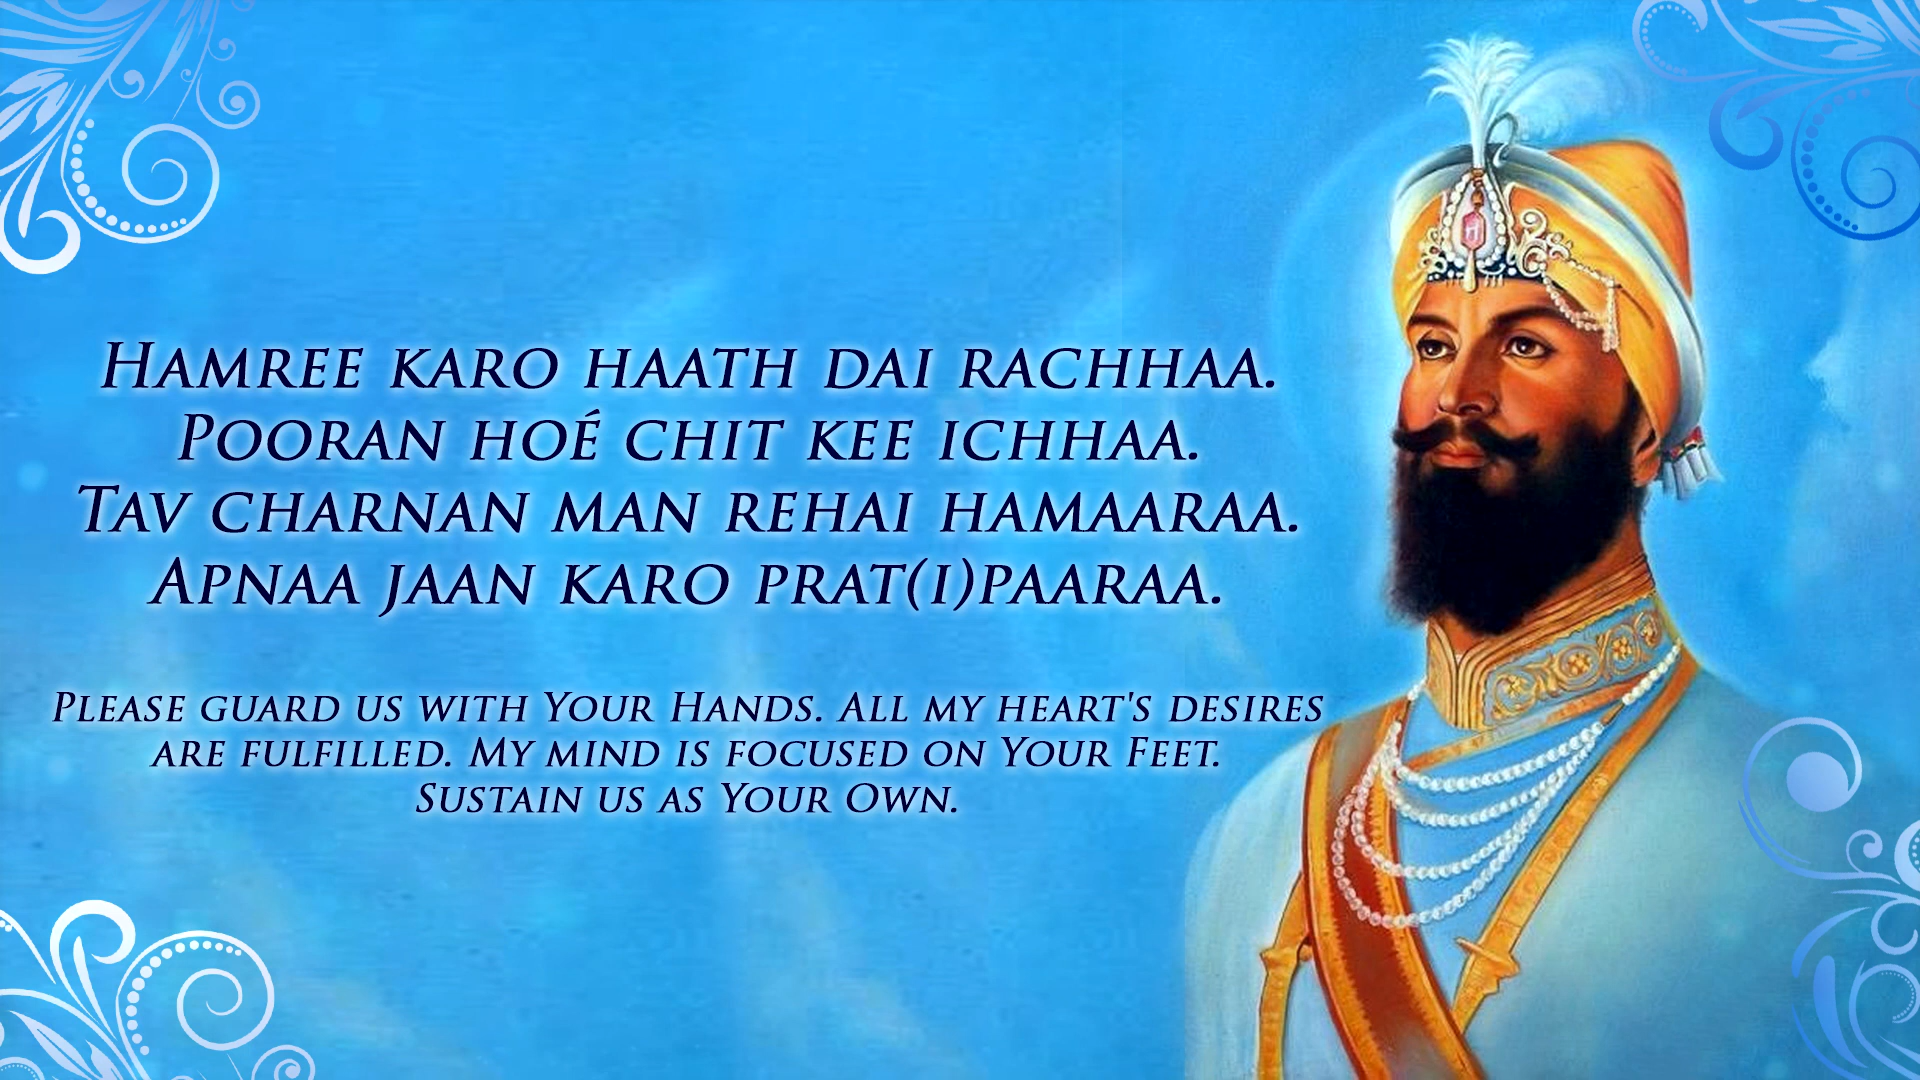 Hamree karo haath dai rachhaa.
Pooran hoé chit kee ichhaa.
Tav charnan man rehai hamaaraa.
Apnaa jaan karo prat(i)paaraa.
Please guard us with Your Hands. All my heart's desires
are fulfilled. My mind is focused on Your Feet.
Sustain us as Your Own.